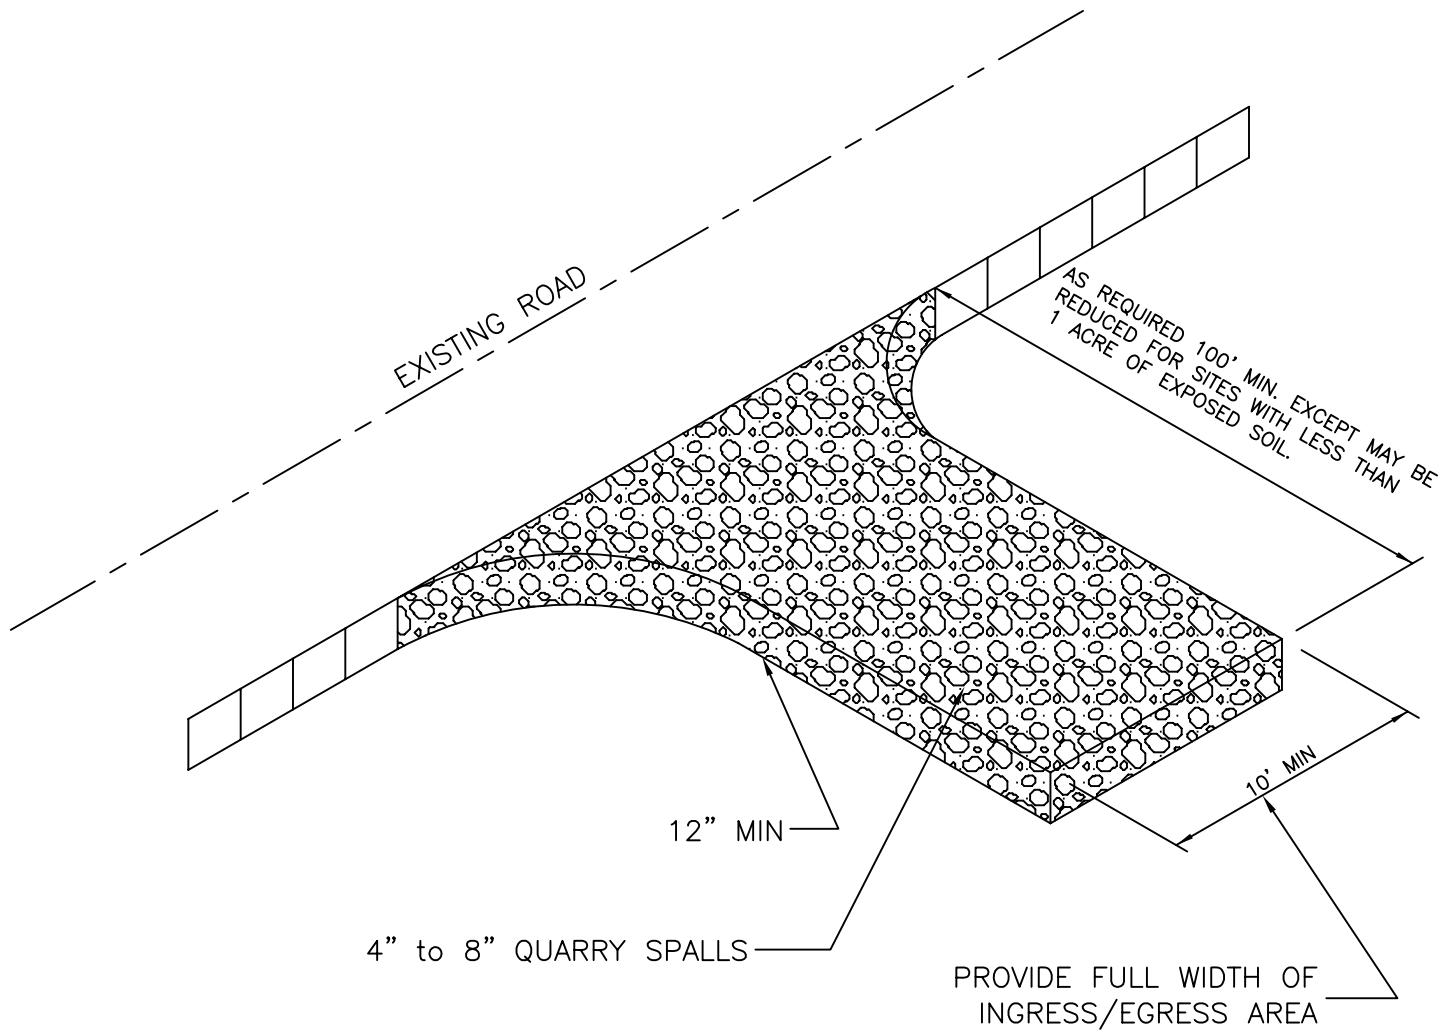 EXISTING ROAD
AS REQUIRED 100' MIN. EXCEPT MAY BE
REDUCED FOR SITES WITH LESS THAN
1 ACRE OF EXPOSED SOIL.
10' MIN
12” MIN
4” to 8” QUARRY SPALLS
PROVIDE FULL WIDTH OF
INGRESS/EGRESS AREA